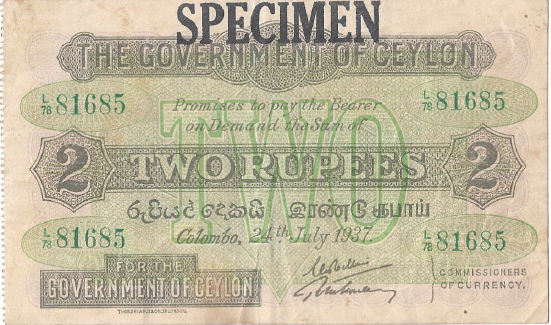 SPECIMEN
THE GOVERNMENT OF CEYLON
L/78 81685 L/78 81685
Promises to pay the Bearer
on Demand the Sum of
TWO
2 TWO RUPEES 2
රුපියල් දෙකයි இரண்டு ரூபாய்
Colombo, 24th July 1937.
L/78 81685 L/78 81685
FOR THE
GOVERNMENT OF CEYLON
COMMISSIONERS
OF CURRENCY.